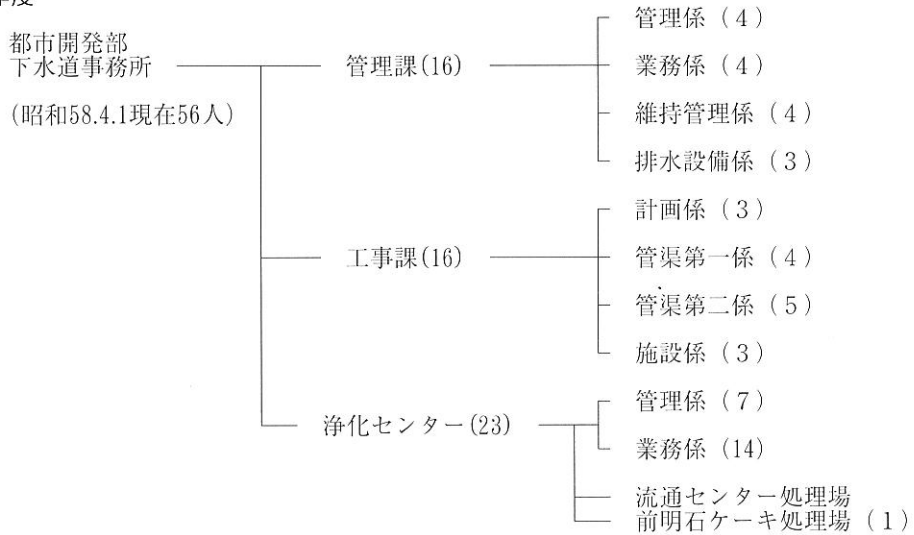 都市開発部
下水道事務所
(昭和58.4.1現在56人)
管理課(16)
管理係(4)
業務係(4)
維持管理係(4)
排水設備係(3)
工事課(16)
計画係(3)
管渠第一係(4)
管渠第二係(5)
施設係(3)
浄化センター(23)
管理係(7)
業務係(14)
流通センター処理場
前明石ケーキ処理場(1)